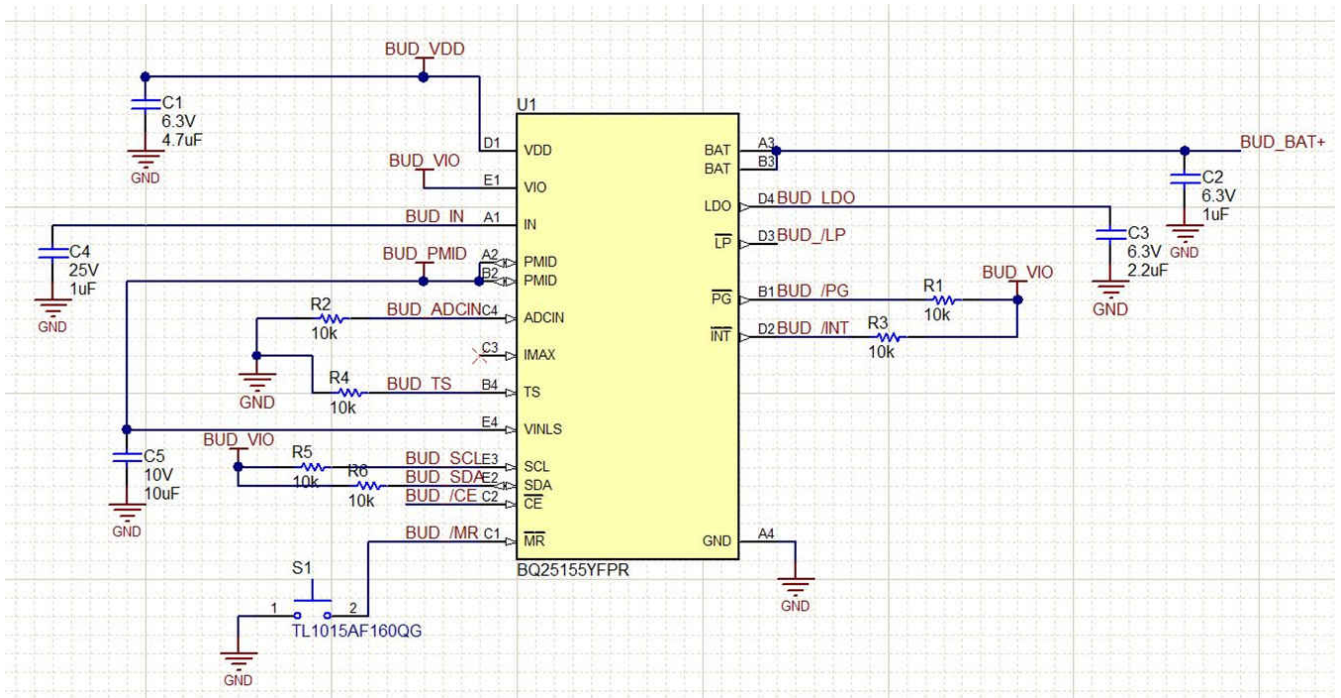 BUD_VDD
C1
6.3V
4.7uF
GND
U1
D1 VDD
BUD_VIO
E1 VIO
BUD_IN A1 IN
C4
25V
1uF
GND
BUD_PMID
A2 PMID
B2 PMID
R2
10k
BUD_ADCIN C4 ADCIN
C3 IMAX
GND
R4
10k
BUD_TS B4 TS
E4 VINLS
C5
10V
10uF
GND
BUD_VIO
R5
10k
BUD_SCL E3 SCL
R6
10k
BUD_SDA E2 SDA
BUD_/CE C2 CE
BUD_/MR C1 MR
S1
1 2
TL1015AF160QG
GND
BAT A3
BAT B3
BUD_BAT+
C2
6.3V
1uF
GND
LDO D4 BUD_LDO
C3
6.3V
2.2uF
GND
LP D3 BUD_/LP
BUD_VIO
PG B1 BUD_/PG
R1
10k
INT D2 BUD_/INT
R3
10k
GND A4
GND
BQ25155YFPR